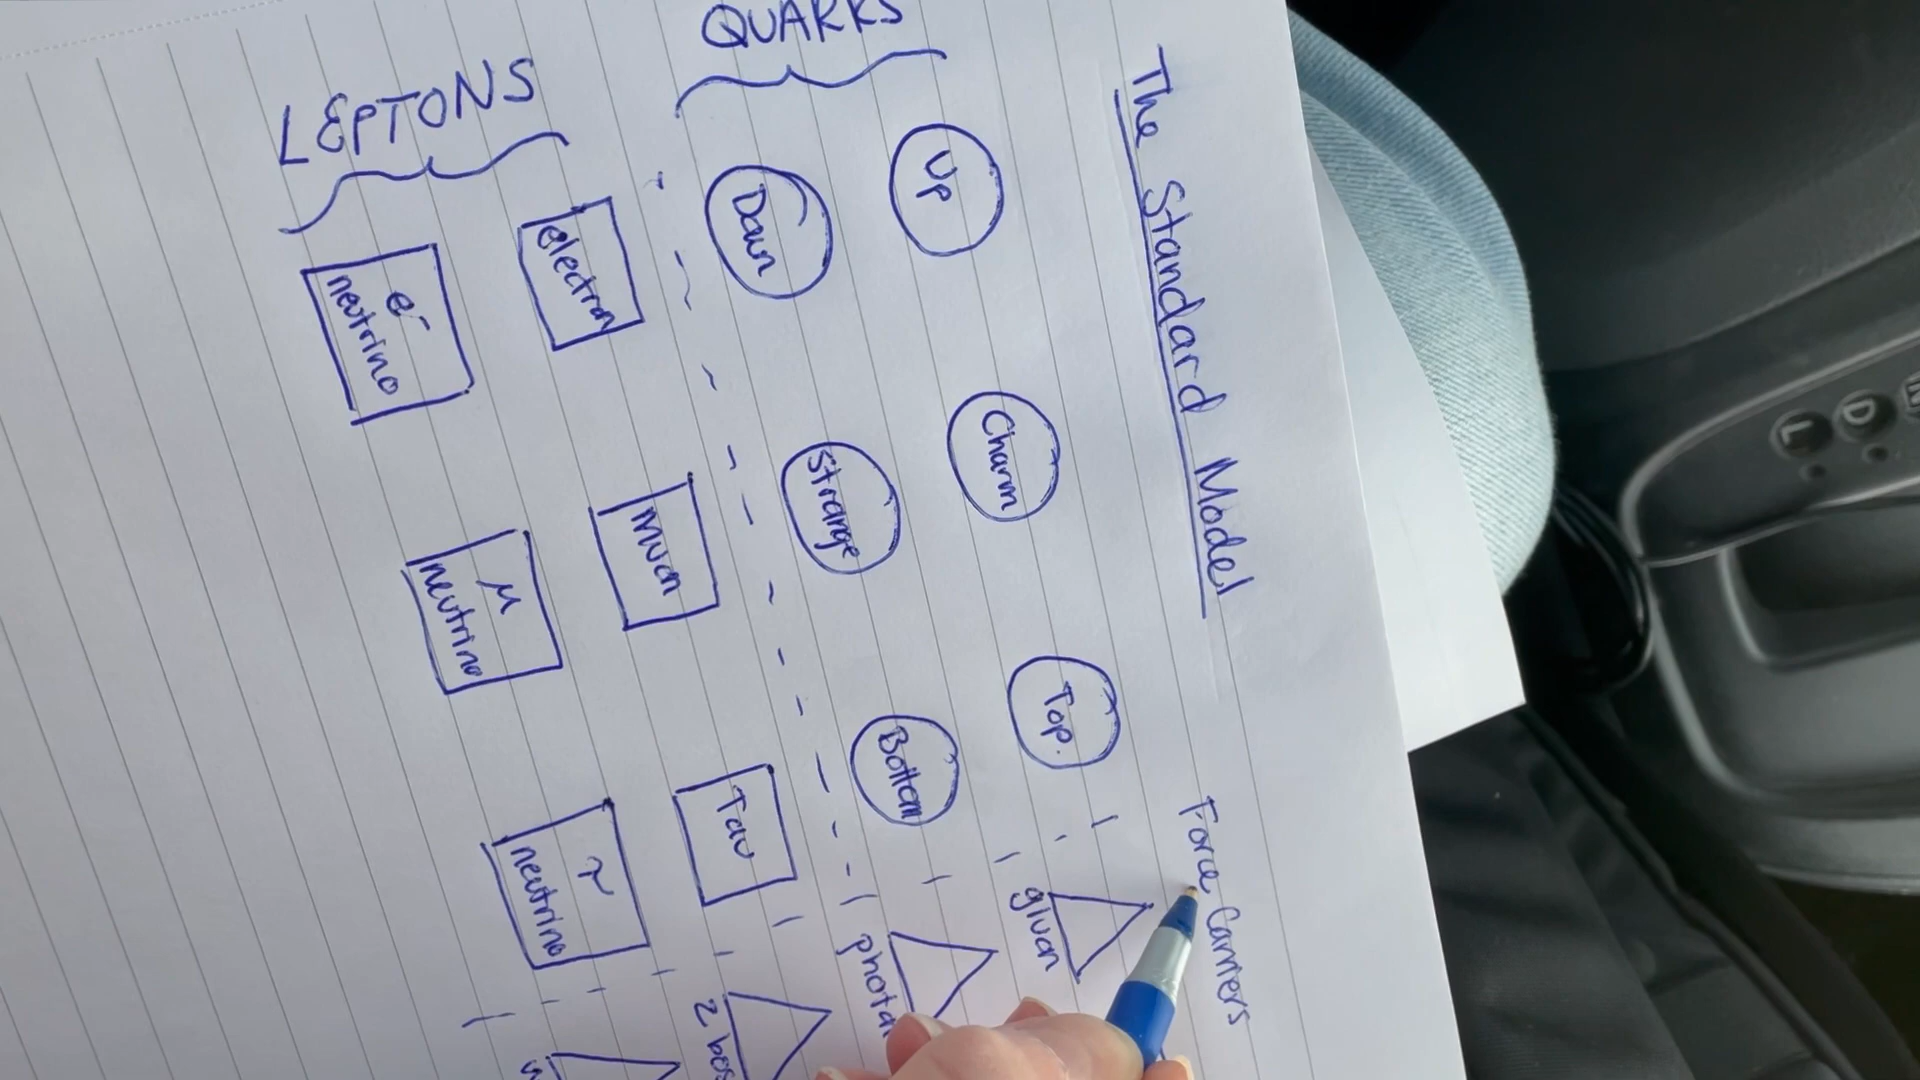 The Standard Model
Force Carriers
QUARKS
Up
Charm
Top.
gluon
Down
Strange
Bottom
LEPTONS
electron
Muon
Tau
e-
neutrino
μ
neutrino
τ
neutrino
L
D